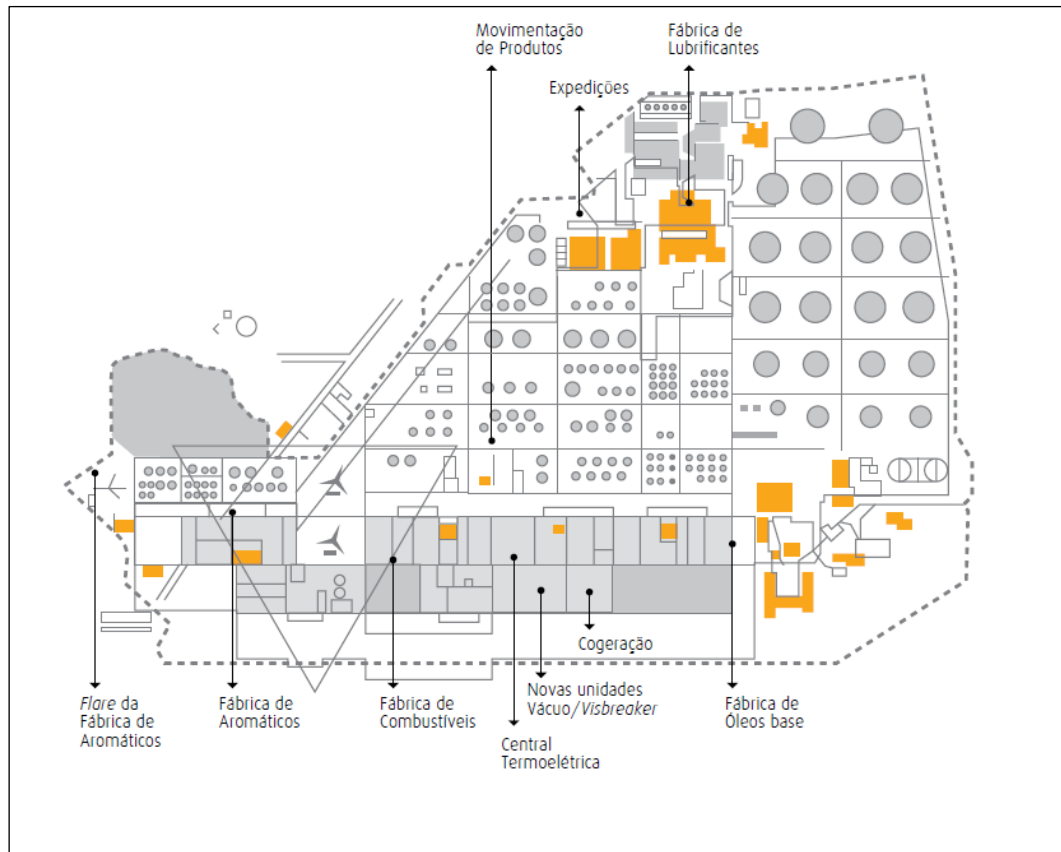 Movimentação
de Produtos
Fábrica de
Lubrificantes
Expedições
Cogeração
Flare da
Fábrica de
Aromáticos
Fábrica de
Aromáticos
Fábrica de
Combustíveis
Central
Termoelétrica
Novas unidades
Vácuo/Visbreaker
Fábrica de
Óleos base